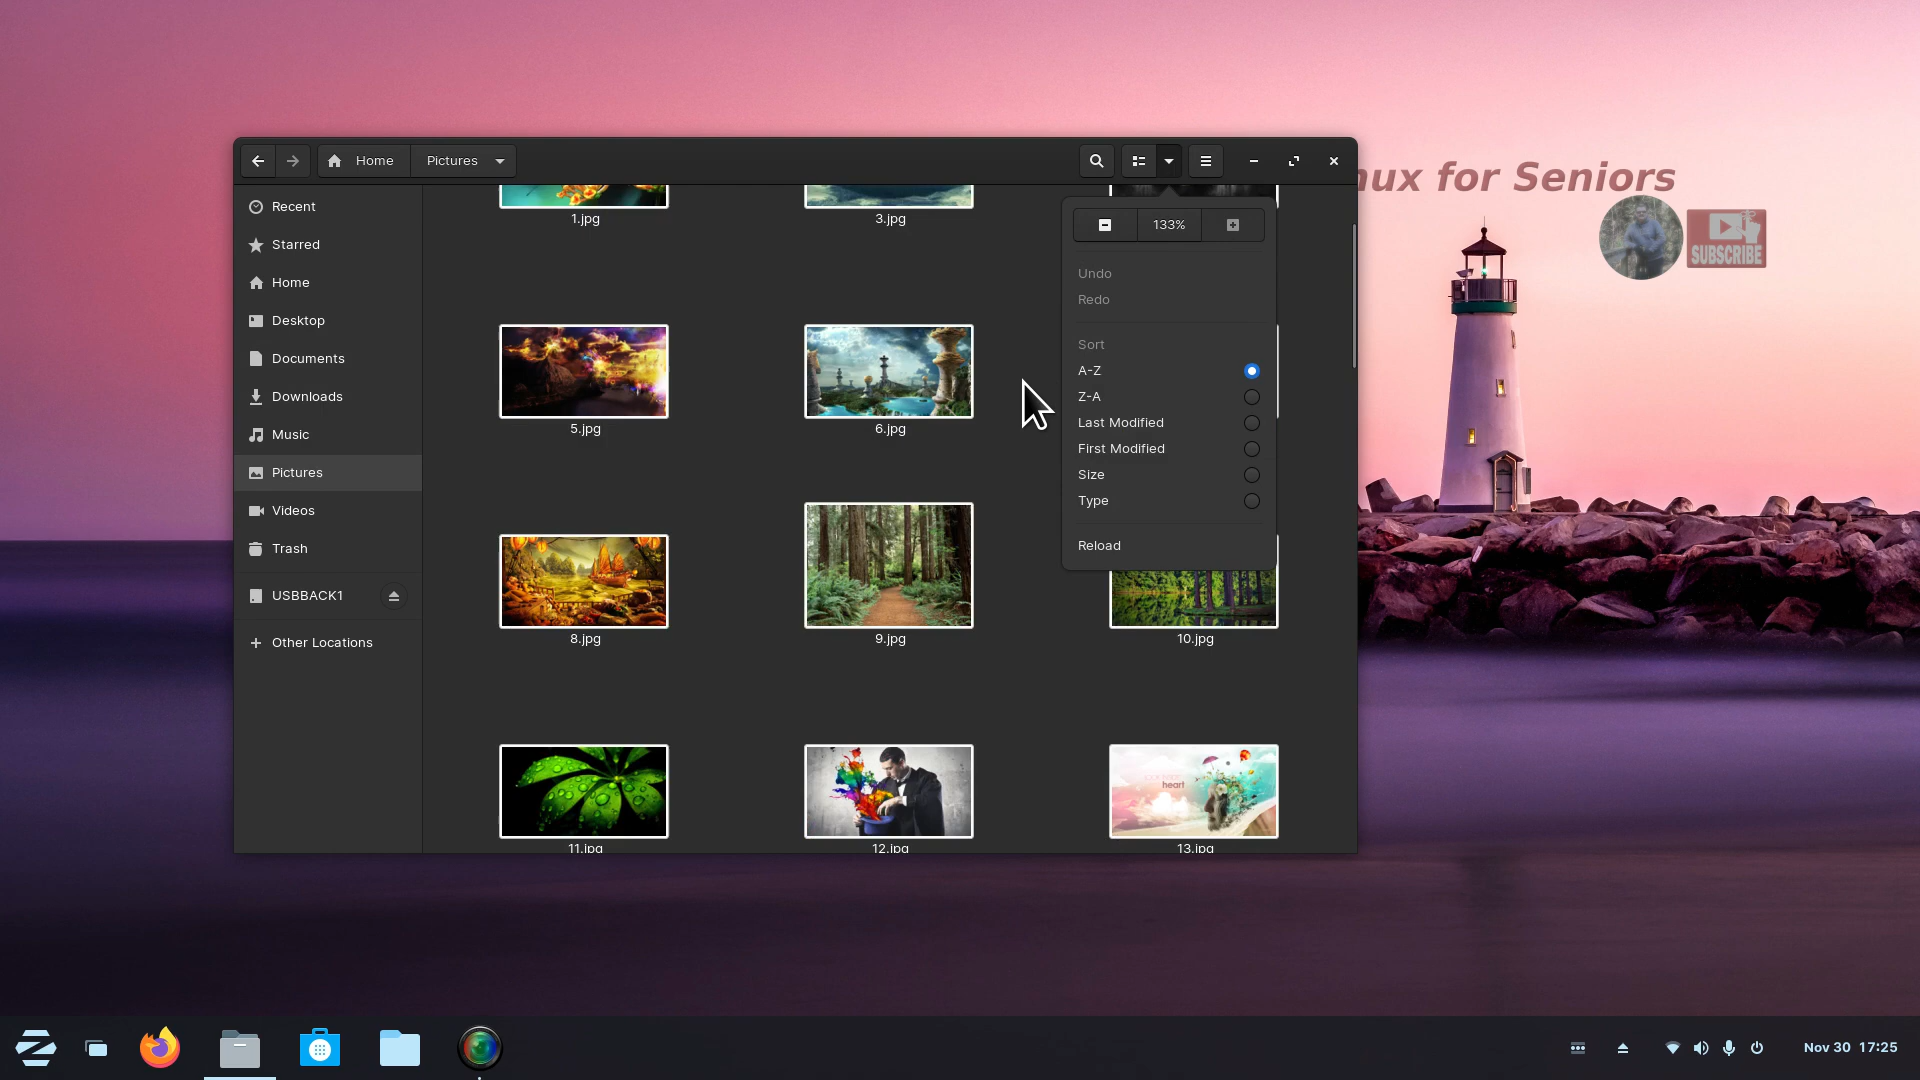 Home
Pictures
nux for Seniors
SUBSCRIBE
Recent
Starred
Home
Desktop
Documents
Downloads
Music
Pictures
Videos
Trash
USBBACK1
Other Locations
1.jpg
3.jpg
5.jpg
6.jpg
8.jpg
9.jpg
10.jpg
11.jpg
12.jpg
13.jpg
heart
133%
Undo
Redo
Sort
A-Z
Z-A
Last Modified
First Modified
Size
Type
Reload
Nov 30 17:25